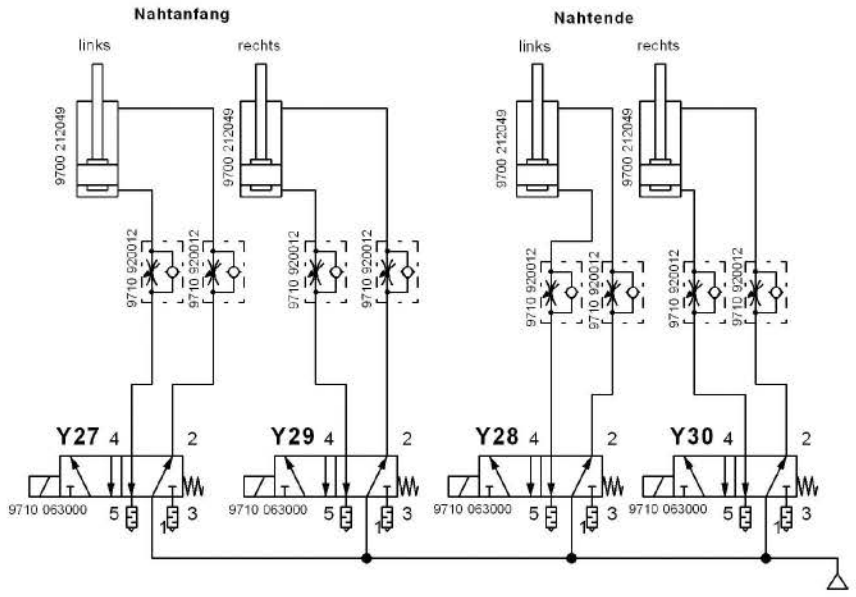 Nahtanfang
Nahtende
links
rechts
links
rechts
9700 212049
9700 212049
9700 212049
9700 212049
9710 920012
9710 920012
9710 920012
9710 920012
9710 920012
9710 920012
9710 920012
9710 920012
Y27 4 2
Y29 4 2
Y28 4 2
Y30 4 2
9710 063000
5 1 3
9710 063000
5 1 3
9710 063000
5 1 3
9710 063000
5 1 3